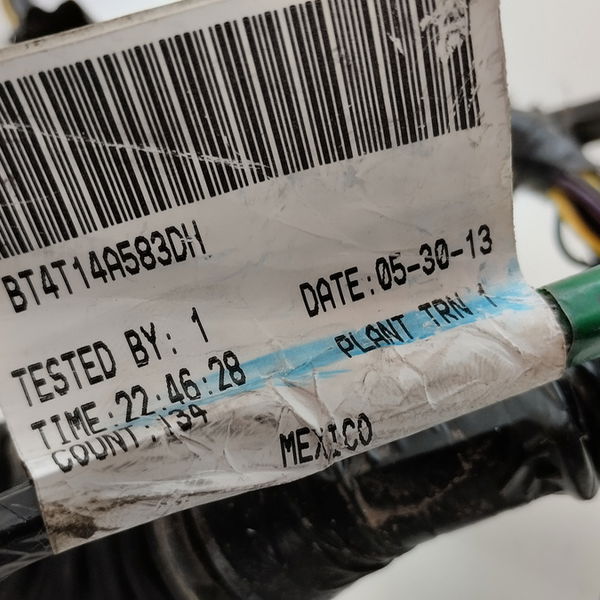 BT4T14A583DH
DATE:05-30-13
TESTED BY: 1
PLANT TRN 1
TIME:22:46:28
COUNT:134
MEXICO